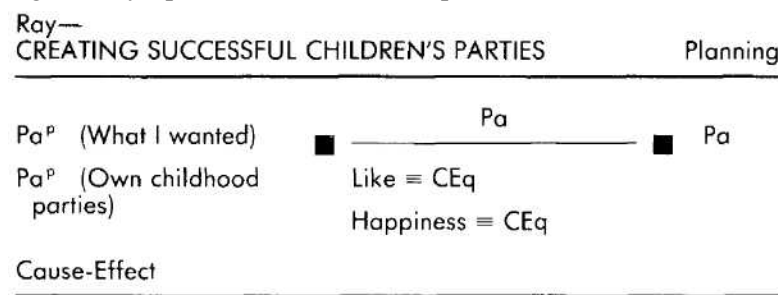 Ray—
CREATING SUCCESSFUL CHILDREN'S PARTIES Planning
Pa
Paᵖ (What I wanted) ■ ■ Pa
Paᵖ (Own childhood Like ≡ CEq
parties)
Happiness ≡ CEq
Cause-Effect